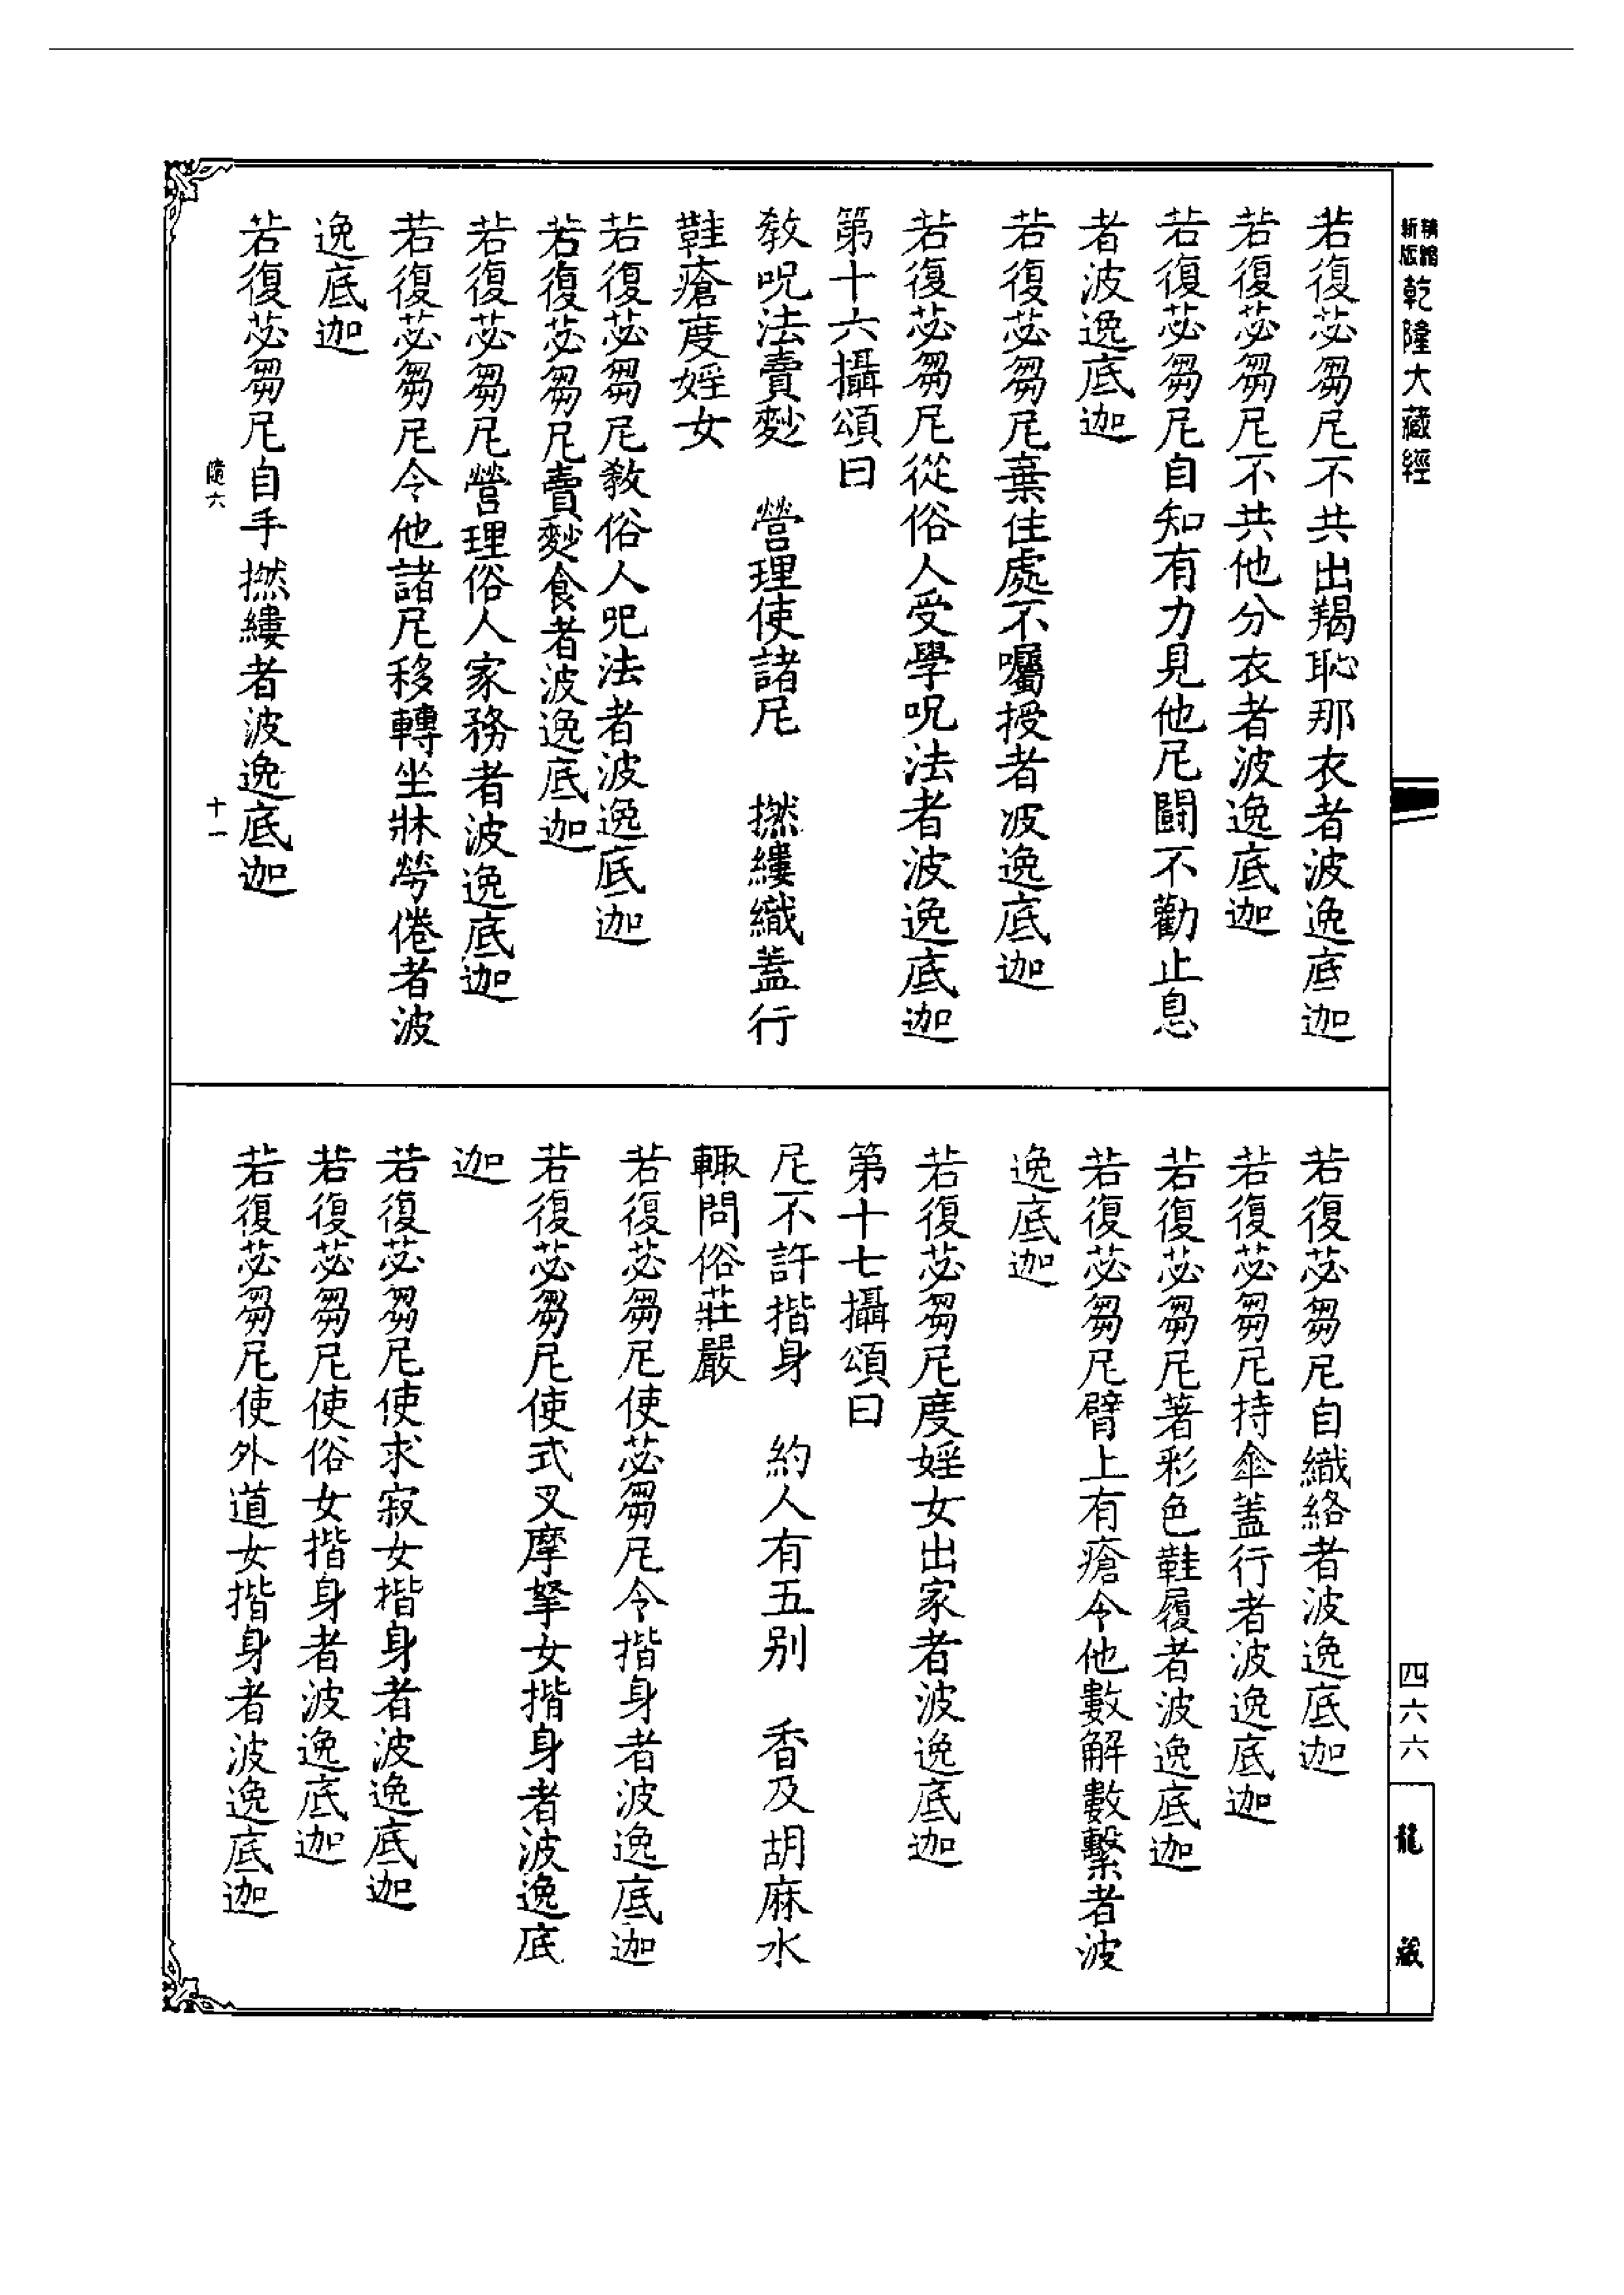 新版
精縮
乾隆大藏經
若復苾芻尼不共出羯恥那衣者波逸底迦
若復苾芻尼不共他分衣者波逸底迦
若復苾芻尼自知有力見他尼鬬不勸止息
者波逸底迦
若復苾芻尼棄住處不囑授者波逸底迦
若復苾芻尼從俗人受學呪法者波逸底迦
第十六攝頌曰
教呪法賣麨　營理使諸尼　撚縷織蓋行
鞋瘡度婬女
若復苾芻尼教俗人呪法者波逸底迦
若復苾芻尼賣麨食者波逸底迦
若復苾芻尼營理俗人家務者波逸底迦
若復苾芻尼令他諸尼移轉坐牀勞倦者波
逸底迦
若復苾芻尼自手撚縷者波逸底迦
隨六　十一
若復苾芻尼自織絡者波逸底迦
若復苾芻尼持傘蓋行者波逸底迦
若復苾芻尼著彩色鞋履者波逸底迦
若復苾芻尼臂上有瘡令他數解數繫者波
逸底迦
若復苾芻尼度婬女出家者波逸底迦
第十七攝頌曰
尼不許揩身　約人有五別　香及胡麻水
輙問俗莊嚴
若復苾芻尼使苾芻尼令揩身者波逸底迦
若復苾芻尼使式叉摩拏女揩身者波逸底
迦
若復苾芻尼使求寂女揩身者波逸底迦
若復苾芻尼使俗女揩身者波逸底迦
若復苾芻尼使外道女揩身者波逸底迦
四六六
龍藏